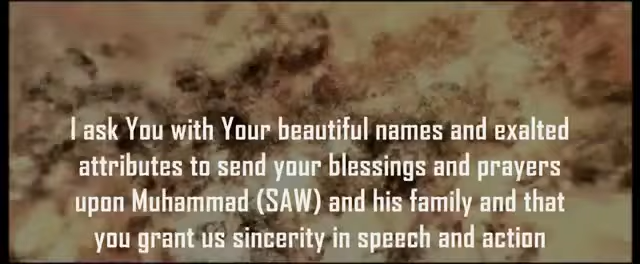 I ask You with Your beautiful names and exalted
attributes to send your blessings and prayers
upon Muhammad (SAW) and his family and that
you grant us sincerity in speech and action